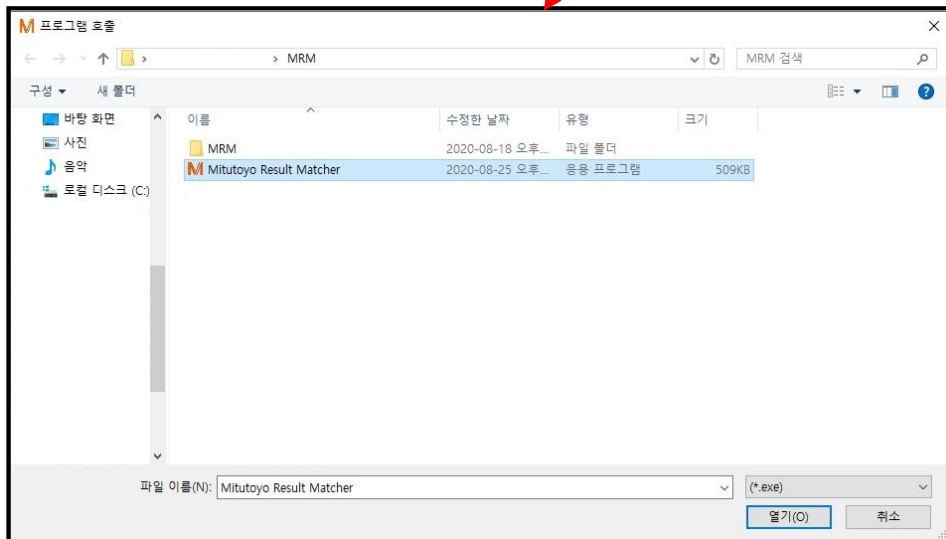 프로그램 호출
MRM
MRM 검색
구성
새 폴더
바탕 화면
사진
음악
로컬 디스크 (C:)
이름 수정한 날짜 유형 크기
MRM 2020-08-18 오후... 파일 폴더
Mitutoyo Result Matcher 2020-08-25 오후... 응용 프로그램 509KB
파일 이름(N): Mitutoyo Result Matcher (*.exe)
열기(O) 취소